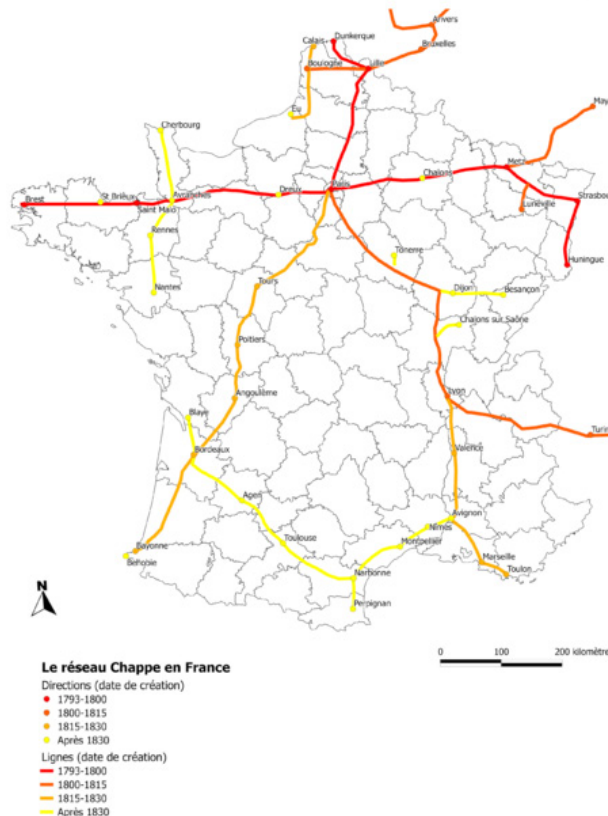 Anvers
Calais
Dunkerque
Bruxelles
Boulogne
Lille
Eu
Cherbourg
May
Metz
Chalons
Paris
Dreux
Avranches
St Brieux
Brest
Saint Malo
Strasbou
Lunéville
Rennes
Tonerre
Huningue
Nantes
Tours
Dijon
Besançon
Chalons sur Saône
Poitiers
Angoulême
Lyon
Blaye
Turin
Bordeaux
Valence
Agen
Avignon
Nîmes
Toulouse
Montpellier
Bayonne
Behobie
Marseille
Toulon
Narbonne
Perpignan
N
0 100 200 kilomètre
Le réseau Chappe en France
Directions (date de création)
1793-1800
1800-1815
1815-1830
Après 1830
Lignes (date de création)
1793-1800
1800-1815
1815-1830
Après 1830